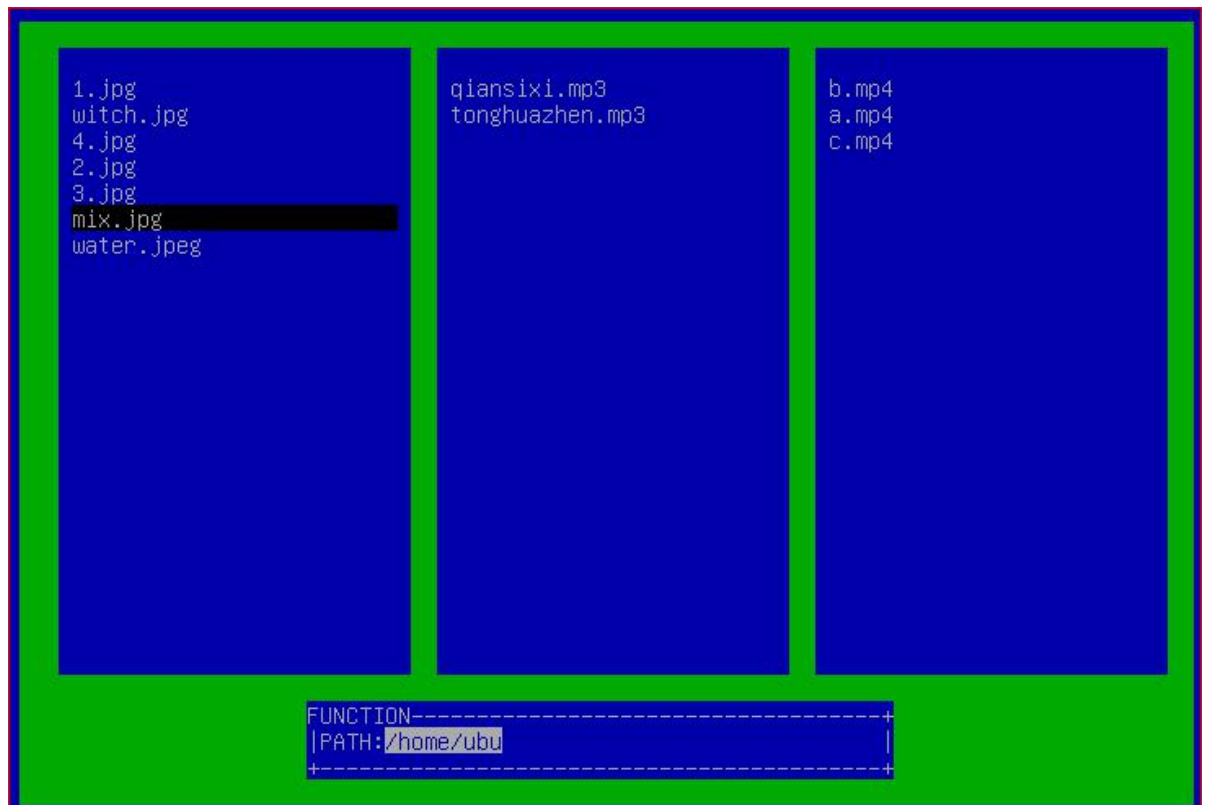 1.jpg
witch.jpg
4.jpg
2.jpg
3.jpg
mix.jpg
water.jpeg
qiansixi.mp3
tonghuazhen.mp3
b.mp4
a.mp4
c.mp4
FUNCTION------------------------------------+
|PATH:/home/ubu |
+-------------------------------------------+